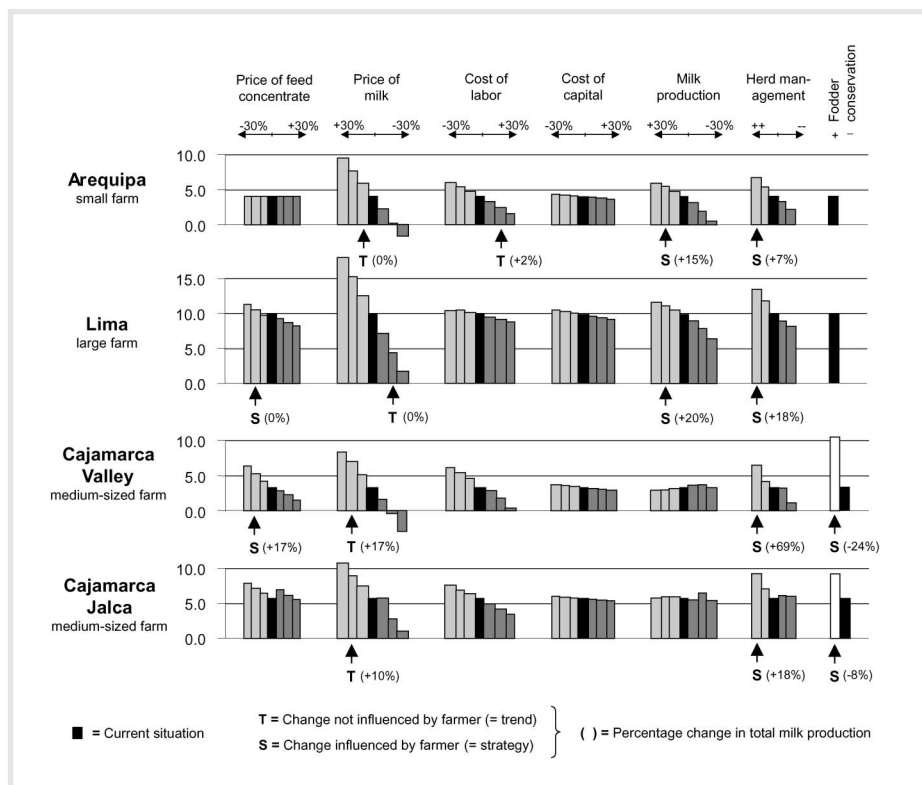 Price of feed concentrate
Price of milk
Cost of labor
Cost of capital
Milk production
Herd man-agement
+ Fodder
– conservation
-30% +30%
+30% -30%
-30% +30%
-30% +30%
+30% -30%
++ --
Arequipa
small farm
10.0
5.0
0.0
T (0%)
T (+2%)
S (+15%)
S (+7%)
Lima
large farm
15.0
10.0
5.0
0.0
S (0%)
T (0%)
S (+20%)
S (+18%)
Cajamarca
Valley
medium-sized farm
10.0
5.0
0.0
S (+17%)
T (+17%)
S (+69%)
S (-24%)
Cajamarca
Jalca
medium-sized farm
10.0
5.0
0.0
T (+10%)
S (+18%)
S (-8%)
= Current situation
T = Change not influenced by farmer (= trend)
S = Change influenced by farmer (= strategy)
( ) = Percentage change in total milk production